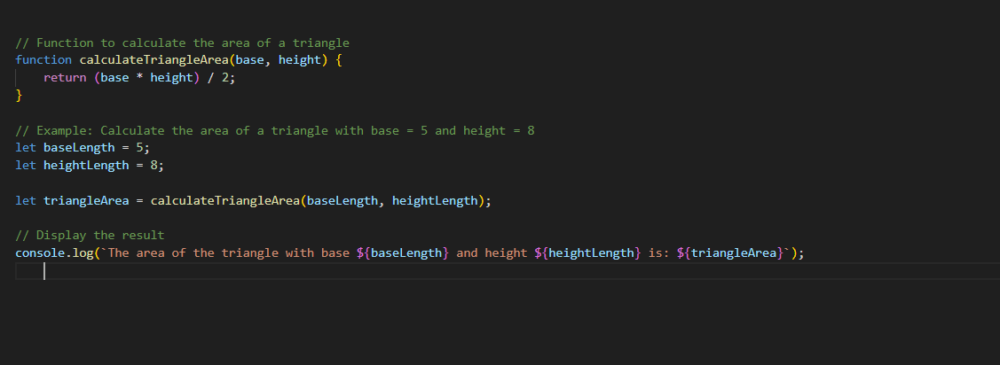 // Function to calculate the area of a triangle
function calculateTriangleArea(base, height) {
    return (base * height) / 2;
}
// Example: Calculate the area of a triangle with base = 5 and height = 8
let baseLength = 5;
let heightLength = 8;
let triangleArea = calculateTriangleArea(baseLength, heightLength);
// Display the result
console.log(`The area of the triangle with base ${baseLength} and height ${heightLength} is: ${triangleArea}`);